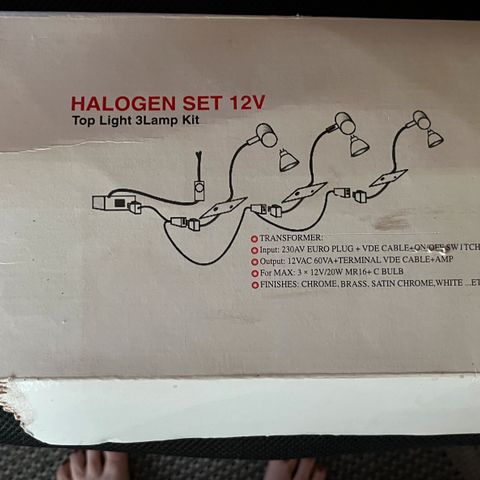 HALOGEN SET 12V
Top Light 3Lamp Kit
TRANSFORMER:
Input: 230AV EURO PLUG + VDE CABLE+ON/OFF SWITCH
Output: 12VAC 60VA+TERMINAL VDE CABLE+AMP
For MAX: 3 × 12V/20W MR16+ C BULB
FINISHES: CHROME, BRASS, SATIN CHROME,WHITE ...ET